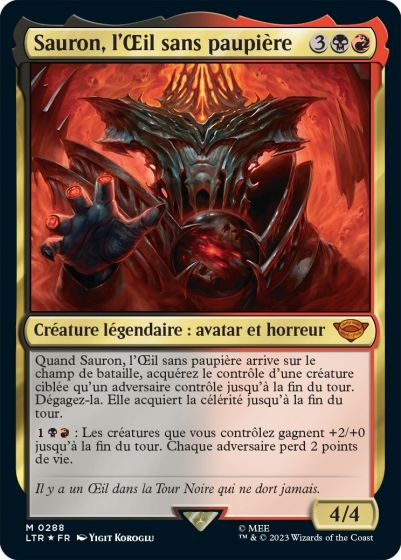 Sauron, l'Œil sans paupière 3
Créature légendaire : avatar et horreur
Quand Sauron, l'Œil sans paupière arrive sur le
champ de bataille, acquérez le contrôle d'une créature
ciblée qu'un adversaire contrôle jusqu'à la fin du tour.
Dégagez-la. Elle acquiert la célérité jusqu'à la fin du
tour.
1 : Les créatures que vous contrôlez gagnent +2/+0
jusqu'à la fin du tour. Chaque adversaire perd 2 points
de vie.
Il y a un Œil dans la Tour Noire qui ne dort jamais.
4/4
M 0288
LTR ★ FR Yigit Koroglu
© MEE
™ & © 2023 Wizards of the Coast